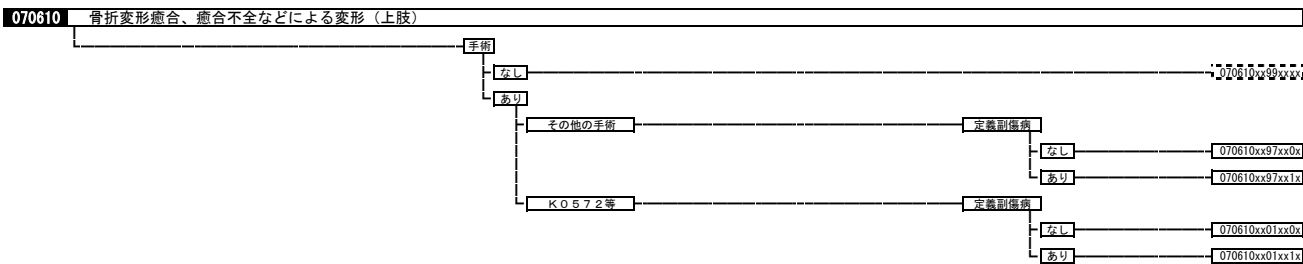 070610 骨折変形癒合、癒合不全などによる変形（上肢）
手術
なし 070610xx99xxxx
あり
その他の手術 定義副傷病
なし 070610xx97xx0x
あり 070610xx97xx1x
Ｋ０５７２等 定義副傷病
なし 070610xx01xx0x
あり 070610xx01xx1x